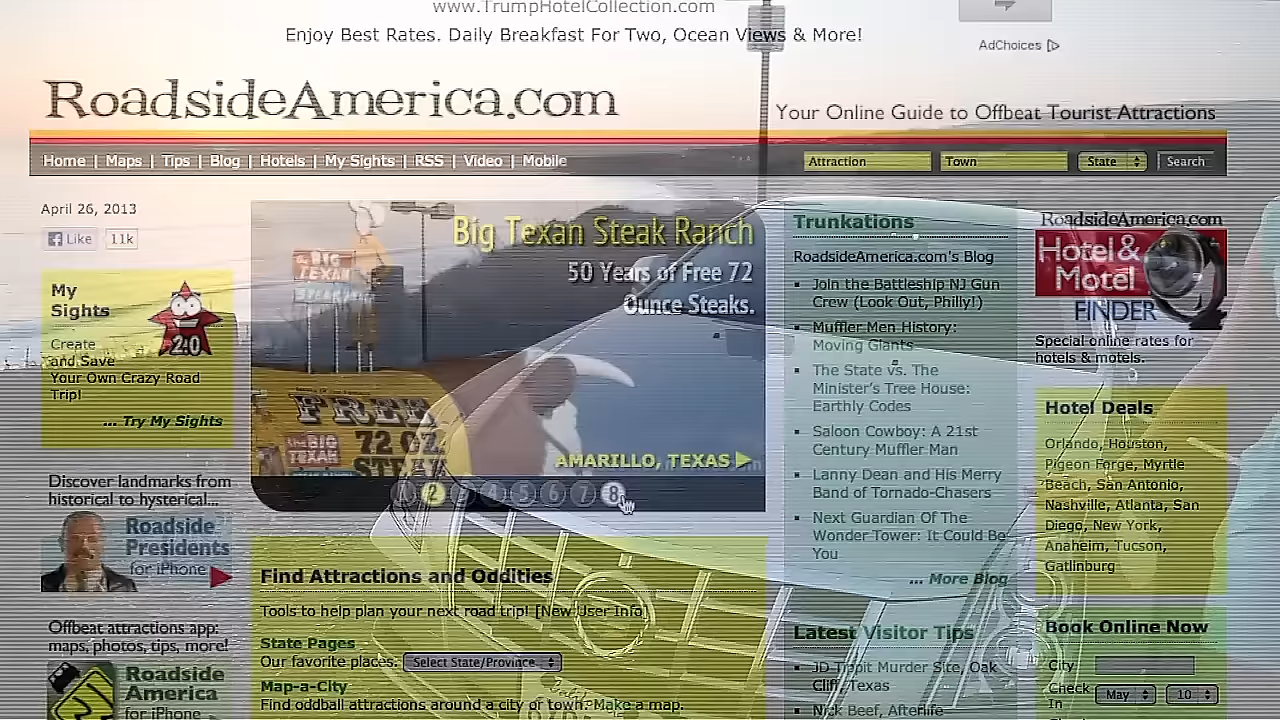 www.TrumpHotelCollection.com
Enjoy Best Rates. Daily Breakfast For Two, Ocean Views & More!
AdChoices
RoadsideAmerica.com
Your Online Guide to Offbeat Tourist Attractions
Home | Maps | Tips | Blog | Hotels | My Sights | RSS | Video | Mobile
Attraction
Town
State
Search
April 26, 2013
Like
11k
My
Sights
2.0
Create
and Save
Your Own Crazy Road
Trip!
... Try My Sights
Discover landmarks from
historical to hysterical...
Roadside
Presidents
for iPhone
Offbeat attractions app:
maps, photos, tips, more!
Roadside
America
for iPhone
Big Texan Steak Ranch
50 Years of Free 72
Ounce Steaks.
BIG
TEXAN
FREE
the BIG
TEXAN
72 OZ.
STEAK
AMARILLO, TEXAS
1 2 3 4 5 6 7 8
Find Attractions and Oddities
Tools to help plan your next road trip! [New User Info]
State Pages
Our favorite places. Select State/Province
Map-a-City
Find oddball attractions around a city or town. Make a map.
Trunkations
RoadsideAmerica.com's Blog
Join the Battleship NJ Gun
Crew (Look Out, Philly!)
Muffler Men History:
Moving Giants
The State vs. The
Minister's Tree House:
Earthly Codes
Saloon Cowboy: A 21st
Century Muffler Man
Lanny Dean and His Merry
Band of Tornado-Chasers
Next Guardian Of The
Wonder Tower: It Could Be
You
... More Blog
Latest Visitor Tips
JD Tippit Murder Site, Oak
Cliff, Texas
Nick Beef, Afterlife
RoadsideAmerica.com
Hotel &
Motel
FINDER
Special online rates for
hotels & motels.
Hotel Deals
Orlando, Houston,
Pigeon Forge, Myrtle
Beach, San Antonio,
Nashville, Atlanta, San
Diego, New York,
Anaheim, Tucson,
Gatlinburg
Book Online Now
City
Check
In
May
10